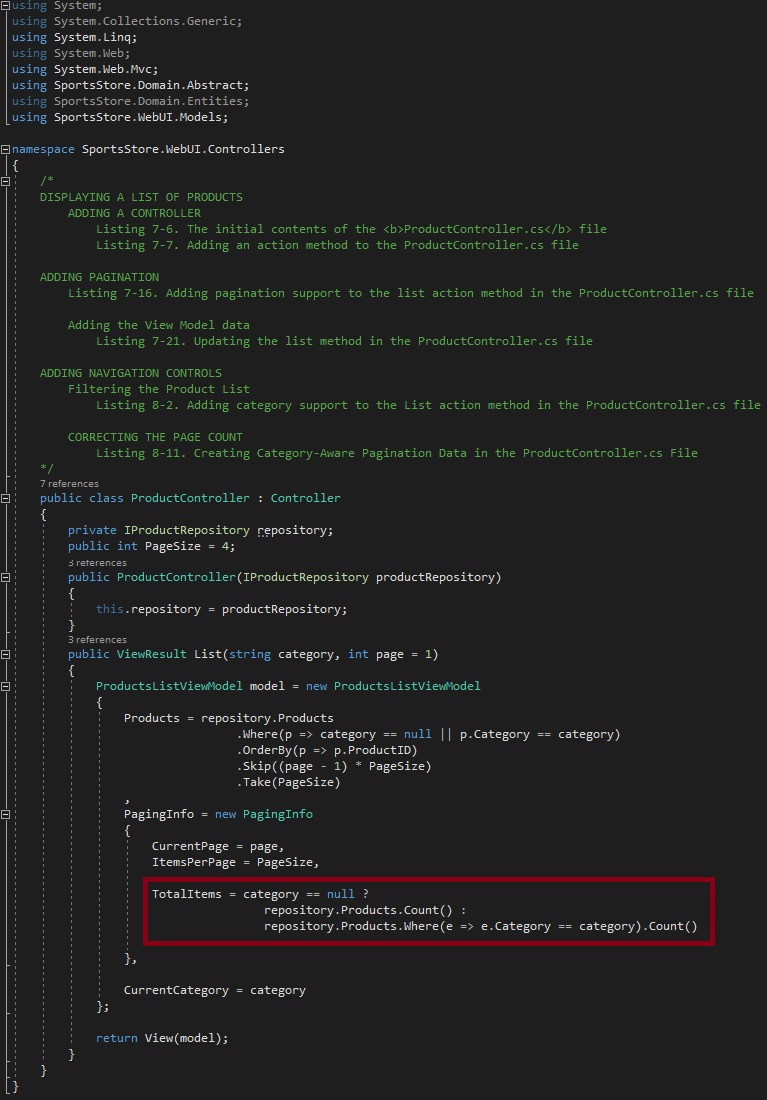 using System;
using System.Collections.Generic;
using System.Linq;
using System.Web;
using System.Web.Mvc;
using SportsStore.Domain.Abstract;
using SportsStore.Domain.Entities;
using SportsStore.WebUI.Models;
namespace SportsStore.WebUI.Controllers
{
/*
DISPLAYING A LIST OF PRODUCTS
ADDING A CONTROLLER
Listing 7-6. The initial contents of the <b>ProductController.cs</b> file
Listing 7-7. Adding an action method to the ProductController.cs file
ADDING PAGINATION
Listing 7-16. Adding pagination support to the list action method in the ProductController.cs file
Adding the View Model data
Listing 7-21. Updating the list method in the ProductController.cs file
ADDING NAVIGATION CONTROLS
Filtering the Product List
Listing 8-2. Adding category support to the List action method in the ProductController.cs file
CORRECTING THE PAGE COUNT
Listing 8-11. Creating Category-Aware Pagination Data in the ProductController.cs File
*/
7 references
public class ProductController : Controller
{
private IProductRepository repository;
public int PageSize = 4;
3 references
public ProductController(IProductRepository productRepository)
{
this.repository = productRepository;
}
3 references
public ViewResult List(string category, int page = 1)
{
ProductsListViewModel model = new ProductsListViewModel
{
Products = repository.Products
.Where(p => category == null || p.Category == category)
.OrderBy(p => p.ProductID)
.Skip((page - 1) * PageSize)
.Take(PageSize)
,
PagingInfo = new PagingInfo
{
CurrentPage = page,
ItemsPerPage = PageSize,
TotalItems = category == null ?
repository.Products.Count() :
repository.Products.Where(e => e.Category == category).Count()
},
CurrentCategory = category
};
return View(model);
}
}
}